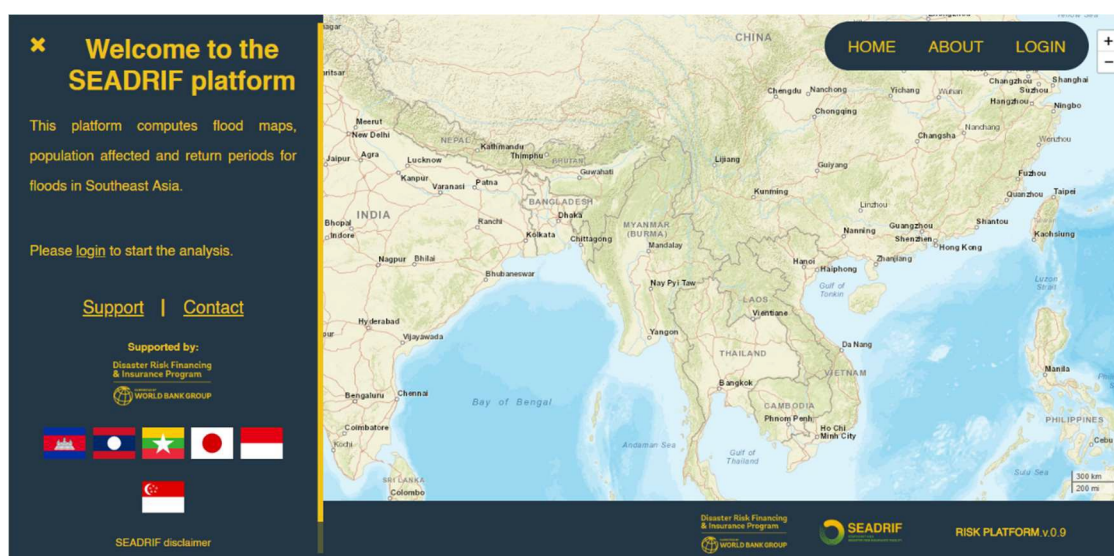 ✖ Welcome to the
SEADRIF platform
This platform computes flood maps,
population affected and return periods for
floods in Southeast Asia.
Please login to start the analysis.
Support | Contact
Supported by:
Disaster Risk Financing
& Insurance Program
WORLD BANK GROUP
SEADRIF disclaimer
HOME ABOUT LOGIN
+
−
CHINA
Chengdu
Nanchong
Chongqing
Yichang
Wuhan
Changzhou
Shanghai
Suzhou
Hangzhou
Ningbo
Nanchang
Changsha
Wenzhou
Meerut
New Delhi
NEPAL
Kathmandu
Thimphu
BHUTAN
Guwahati
Jaipur
Agra
Lucknow
Kanpur
Varanasi
Patna
Lijiang
Guiyang
Fuzhou
Quanzhou
Taipei
Kunming
Liuzhou
BANGLADESH
Dhaka
INDIA
Bhopal
Indore
Ranchi
Kolkata
Chittagong
MYANMAR
(BURMA)
Mandalay
Nanning
Guangzhou
Shenzhen
Hong Kong
Shantou
Kaohsiung
Zhanjiang
Nagpur
Bhilai
Bhubaneswar
Hanoi
Haiphong
Gulf of
Tonkin
Luzon
Strait
Nay Pyi Taw
LAOS
Vientiane
Hyderabad
Vijayawada
Yangon
THAILAND
Da Nang
VIETNAM
Manila
Bengaluru
Chennai
Bay of Bengal
Bangkok
CAMBODIA
Phnom Penh
Ho Chi
Minh City
PHILIPPINES
Cebu
Coimbatore
Kochi
Andaman Sea
Gulf of
Thailand
Sulu Sea
SRI LANKA
Colombo
300 km
200 mi
Disaster Risk Financing
& Insurance Program
WORLD BANK GROUP
SEADRIF
RISK PLATFORM.v.0.9